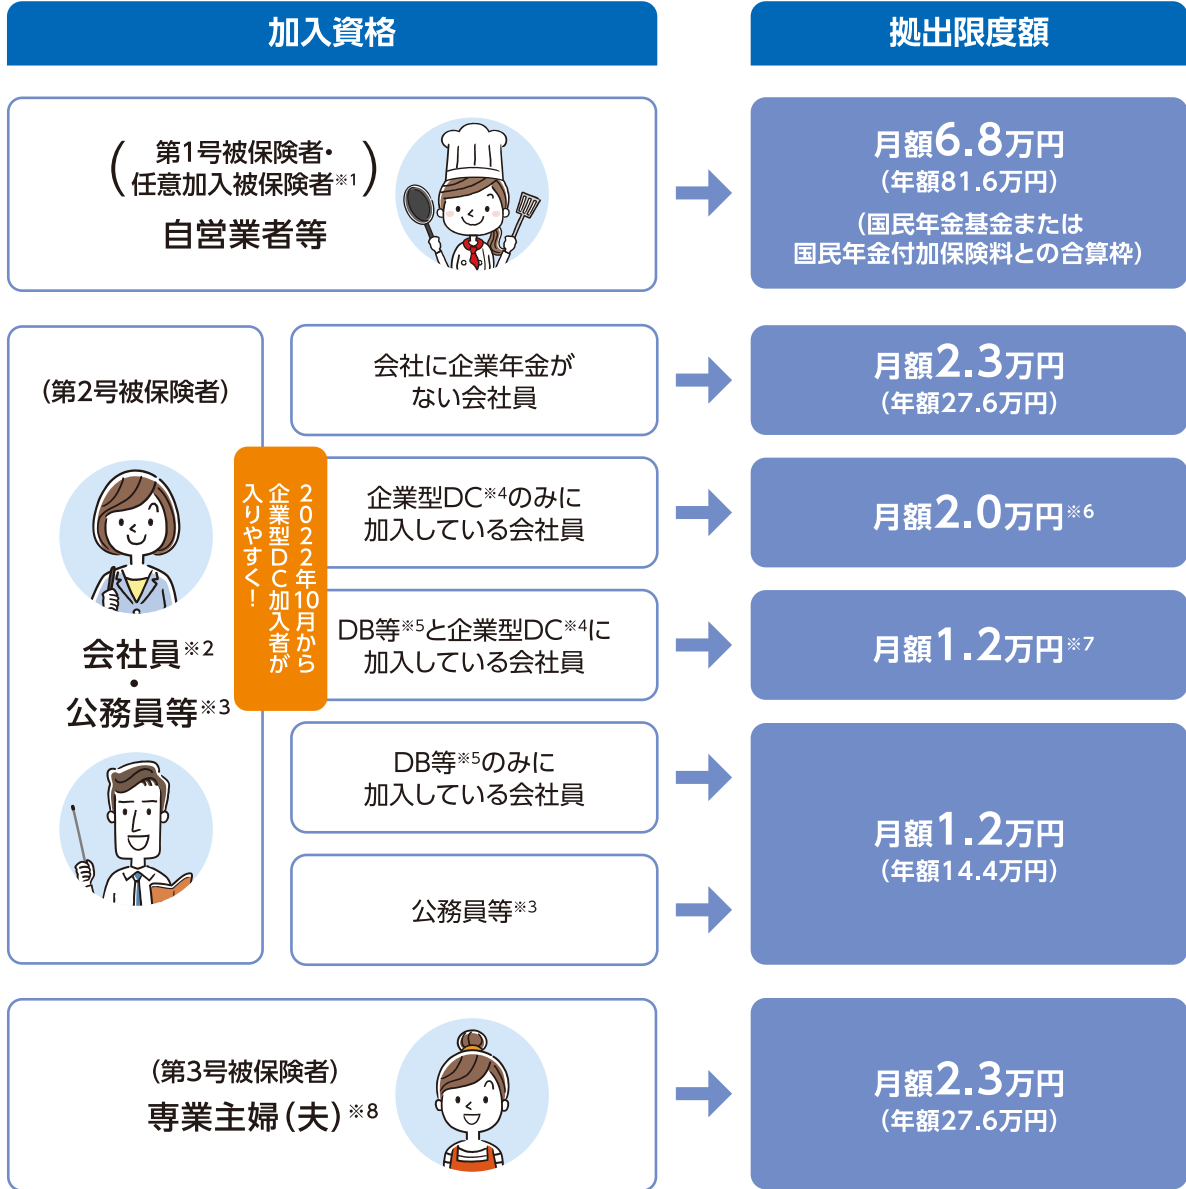 加入資格
拠出限度額
(第1号被保険者・
任意加入被保険者※1)
自営業者等
月額6.8万円
(年額81.6万円)
(国民年金基金または
国民年金付加保険料との合算枠)
(第2号被保険者)
会社員※2
・
公務員等※3
2022年10月から
企業型DC加入者が
入りやすく!
会社に企業年金が
ない会社員
月額2.3万円
(年額27.6万円)
企業型DC※4のみに
加入している会社員
月額2.0万円※6
DB等※5と企業型DC※4に
加入している会社員
月額1.2万円※7
DB等※5のみに
加入している会社員
公務員等※3
月額1.2万円
(年額14.4万円)
(第3号被保険者)
専業主婦(夫)※8
月額2.3万円
(年額27.6万円)